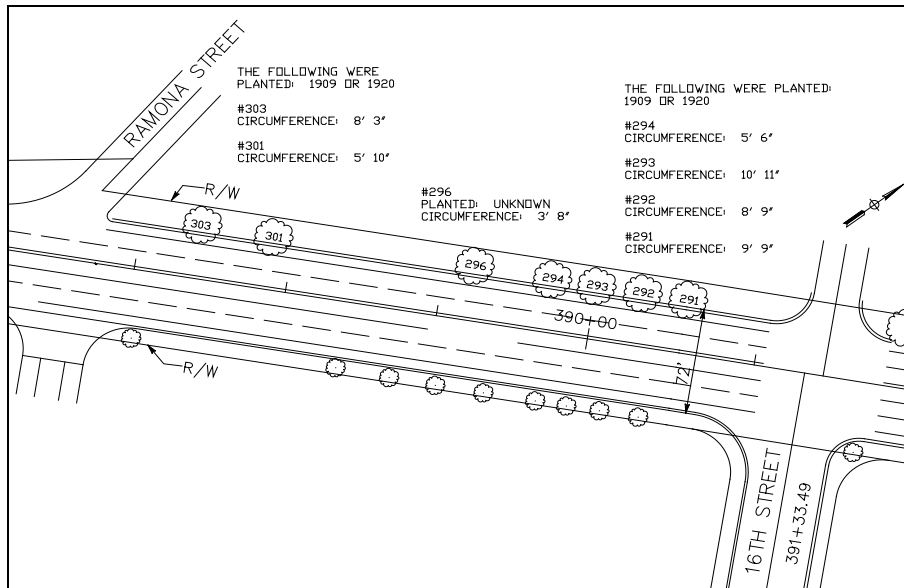 RAMONA STREET
THE FOLLOWING WERE
PLANTED: 1909 OR 1920
#303
CIRCUMFERENCE: 8' 3"
#301
CIRCUMFERENCE: 5' 10"
THE FOLLOWING WERE PLANTED:
1909 OR 1920
#294
CIRCUMFERENCE: 5' 6"
#293
CIRCUMFERENCE: 10' 11"
#292
CIRCUMFERENCE: 8' 9"
#291
CIRCUMFERENCE: 9' 9"
#296
PLANTED: UNKNOWN
CIRCUMFERENCE: 3' 8"
R/W
303
301
296
294
293
292
291
390+00
72'
R/W
16TH STREET
391+33.49